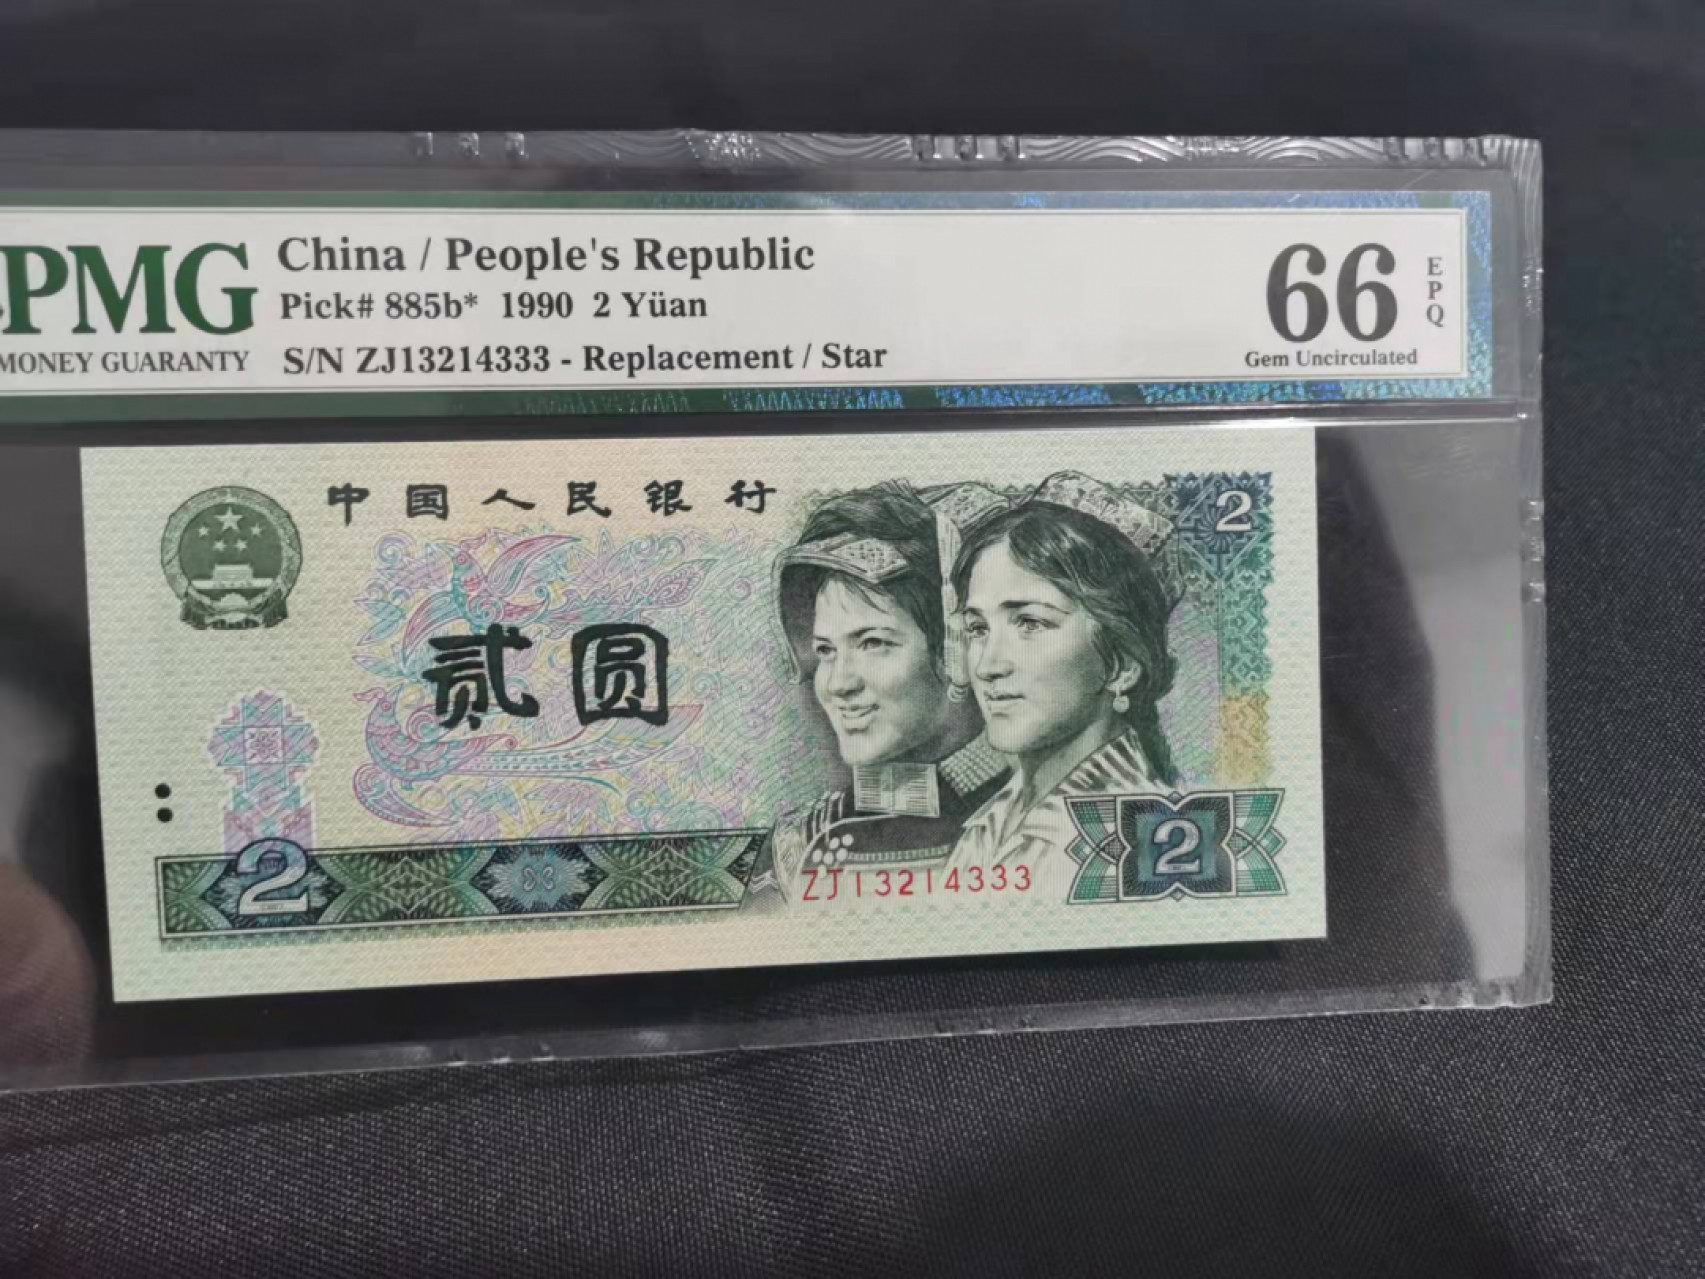 PMG
MONEY GUARANTY
China / People's Republic
Pick# 885b* 1990 2 Yüan
S/N ZJ13214333 - Replacement / Star
66
EPQ
Gem Uncirculated
中国人民银行
2
贰圆
2
2
ZJ13214333